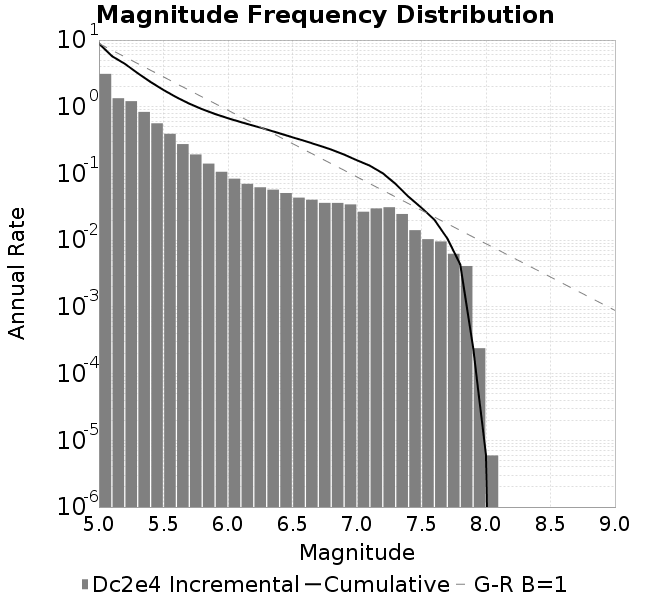 Magnitude Frequency Distribution
Annual Rate
10^1
10^0
10^-1
10^-2
10^-3
10^-4
10^-5
10^-6
5.0 5.5 6.0 6.5 7.0 7.5 8.0 8.5 9.0
Magnitude
Dc2e4 Incremental Cumulative G-R B=1